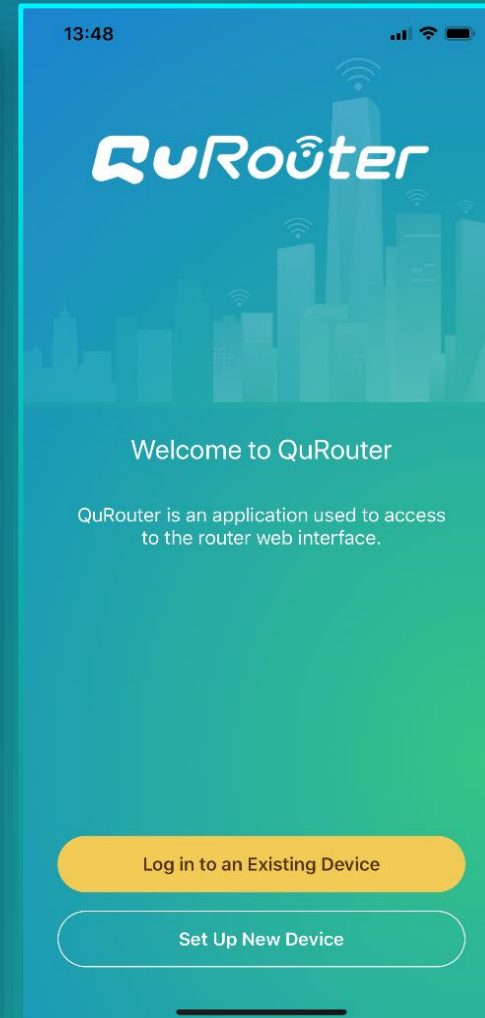 13:48
QuRouter
Welcome to QuRouter
QuRouter is an application used to access
to the router web interface.
Log in to an Existing Device
Set Up New Device